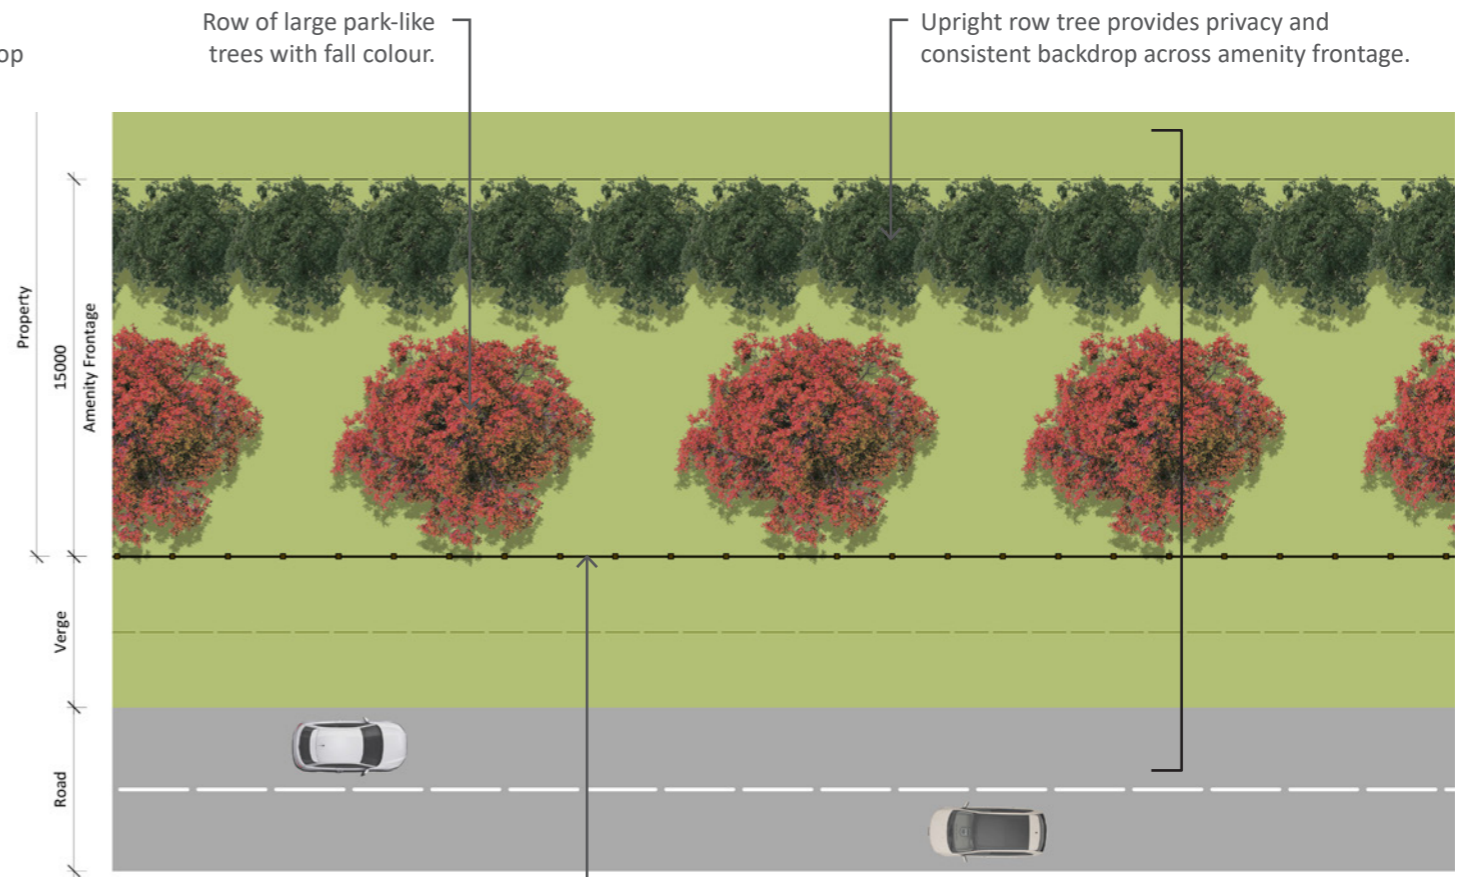 Row of large park-like
trees with fall colour.
Upright row tree provides privacy and
consistent backdrop across amenity frontage.
Property
15000
Amenity Frontage
Verge
Road